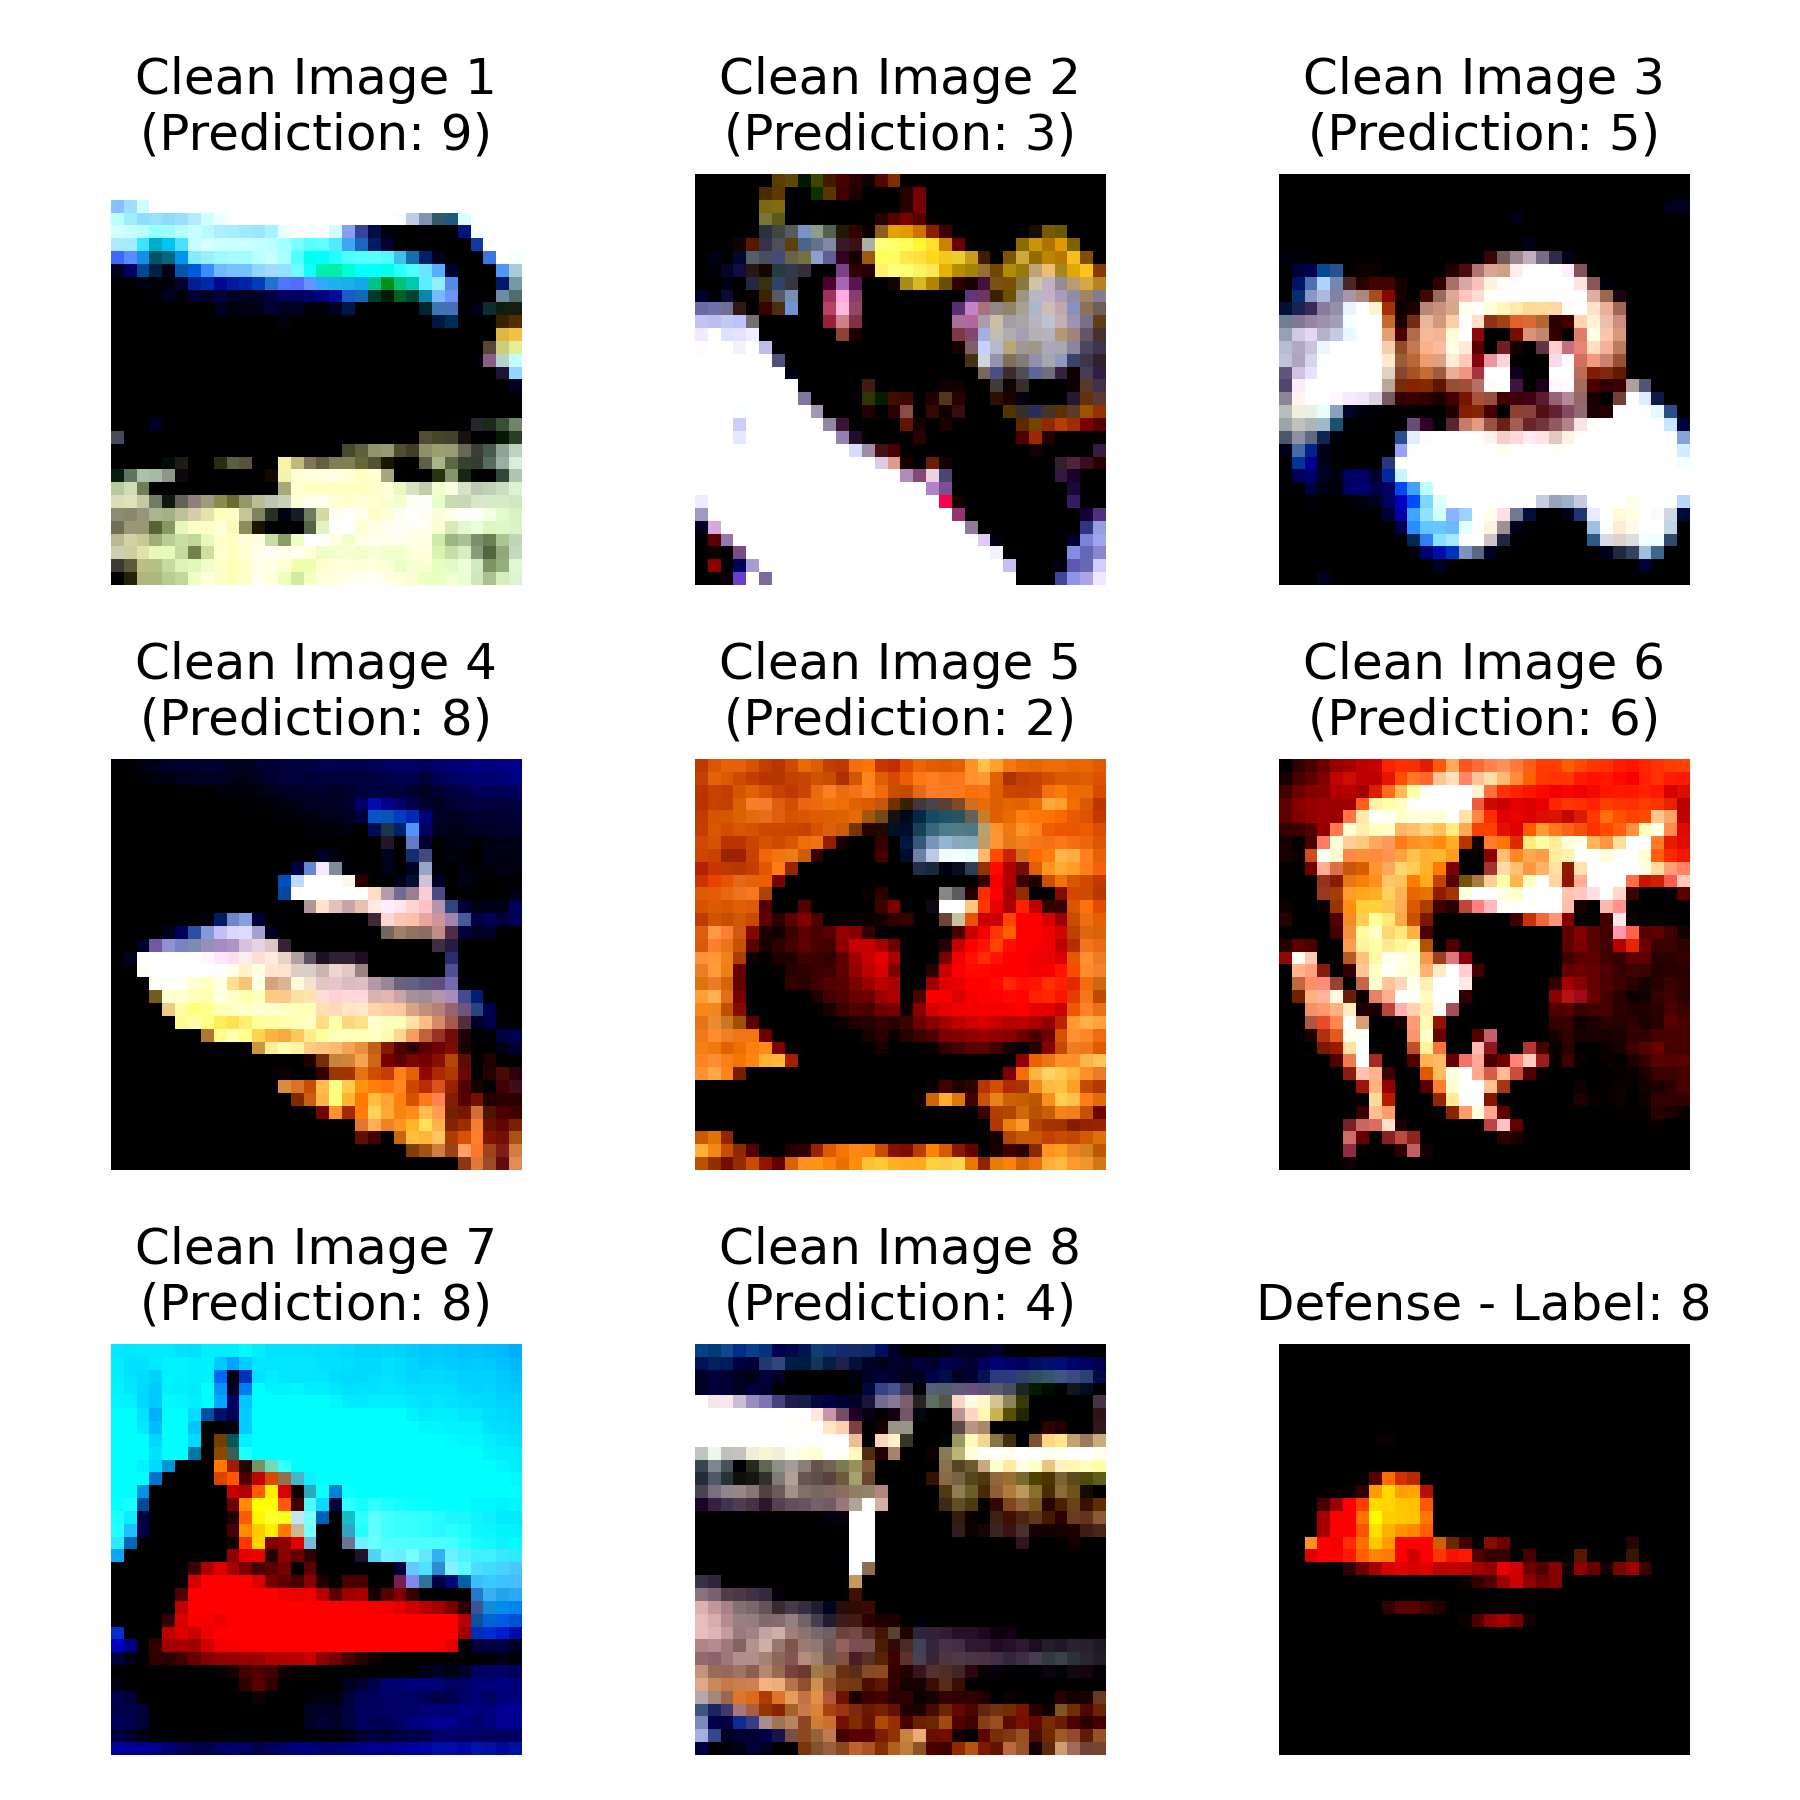 Clean Image 1
(Prediction: 9)
Clean Image 2
(Prediction: 3)
Clean Image 3
(Prediction: 5)
Clean Image 4
(Prediction: 8)
Clean Image 5
(Prediction: 2)
Clean Image 6
(Prediction: 6)
Clean Image 7
(Prediction: 8)
Clean Image 8
(Prediction: 4)
Defense - Label: 8